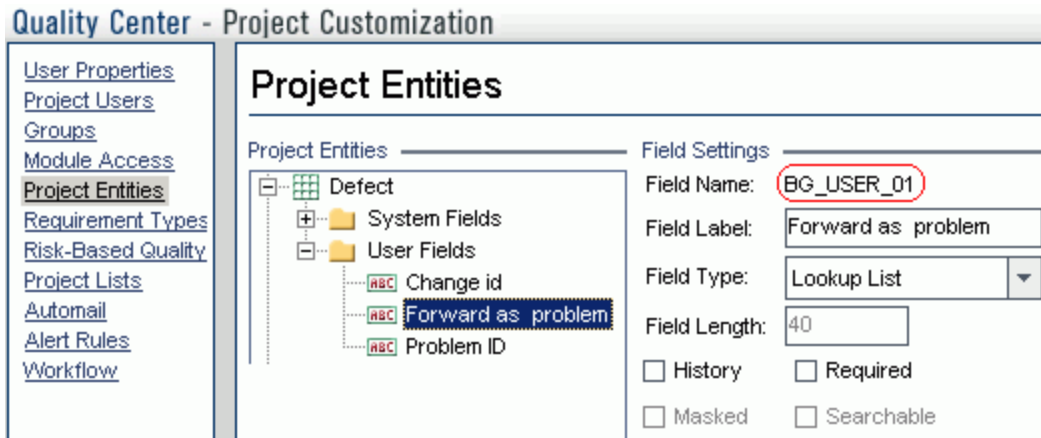 Quality Center - Project Customization
User Properties
Project Users
Groups
Module Access
Project Entities
Requirement Types
Risk-Based Quality
Project Lists
Automail
Alert Rules
Workflow
Project Entities
Project Entities
Defect
System Fields
User Fields
ABC Change id
ABC Forward as problem
ABC Problem ID
Field Settings
Field Name: BG_USER_01
Field Label: Forward as problem
Field Type: Lookup List
Field Length: 40
History Required
Masked Searchable